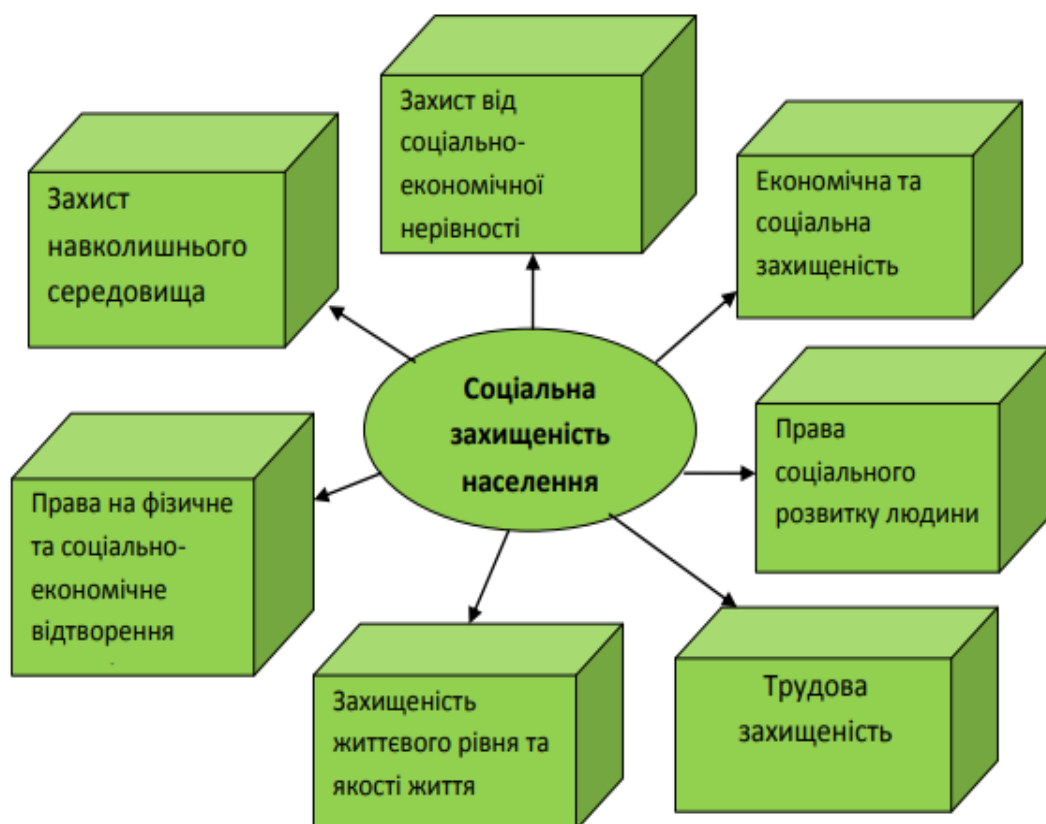 Захист від
соціально-
економічної
нерівності
Захист
навколишнього
середовища
Економічна та
соціальна
захищеність
Соціальна
захищеність
населення
Права
соціального
розвитку людини
Права на фізичне
та соціально-
економічне
відтворення
Захищеність
життєвого рівня та
якості життя
Трудова
захищеність